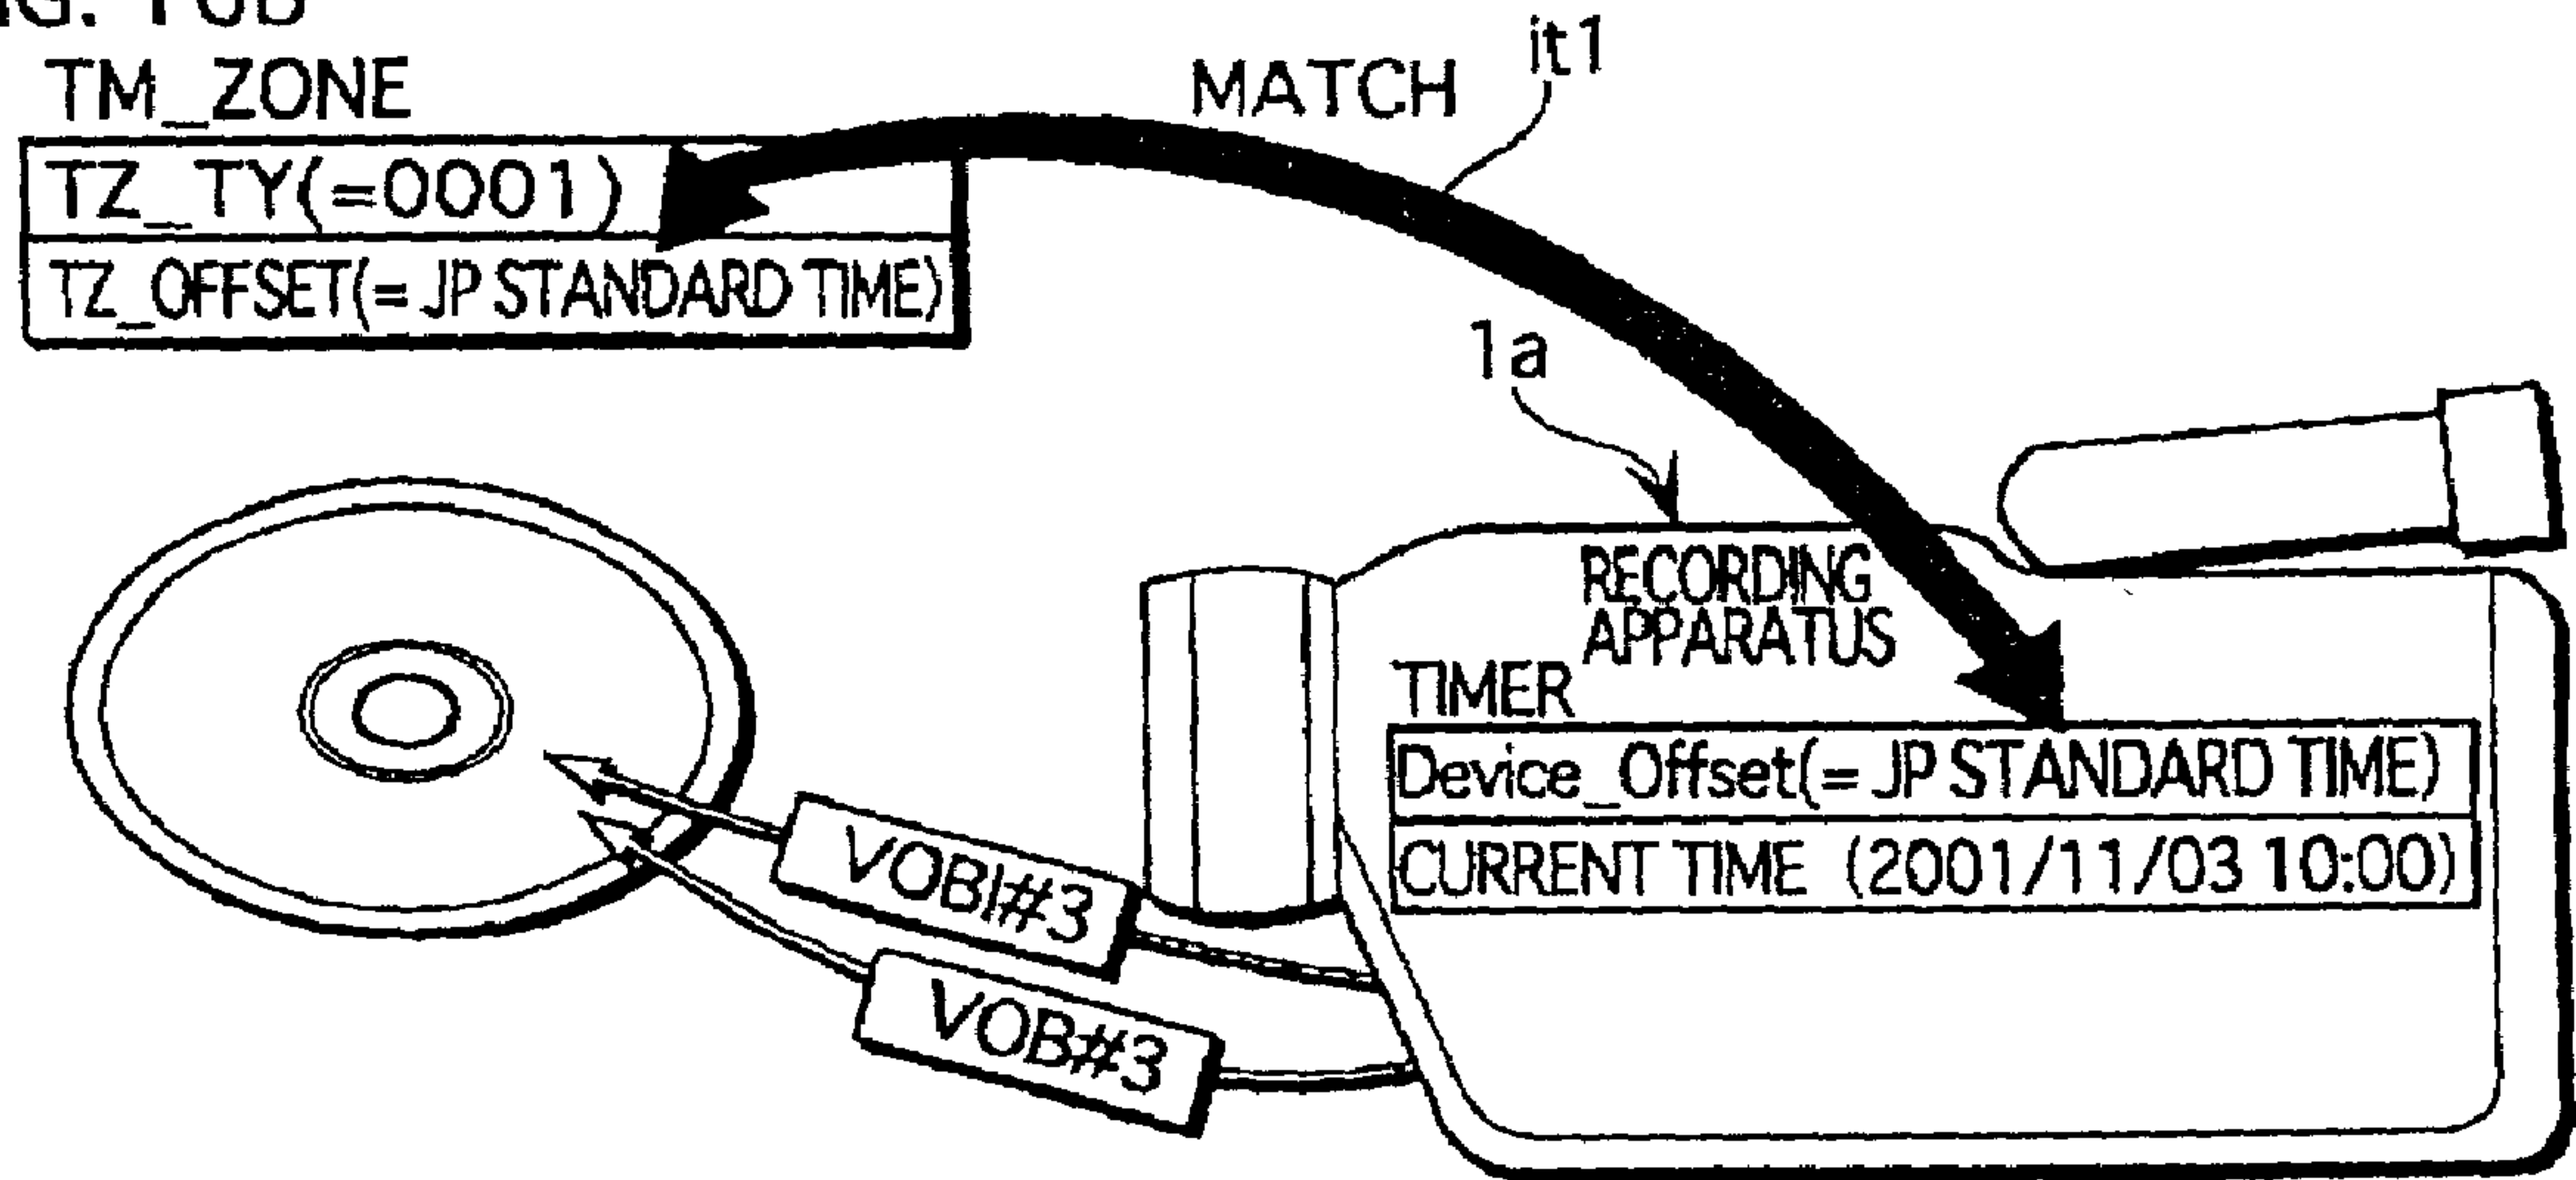 TM_ZONE
MATCH
it1
TZ_TY(=0001)
TZ_OFFSET(= JP STANDARD TIME)
1a
RECORDING
APPARATUS
TIMER
Device_Offset(= JP STANDARD TIME)
CURRENT TIME (2001/11/03 10:00)
VOBI#3
VOB#3